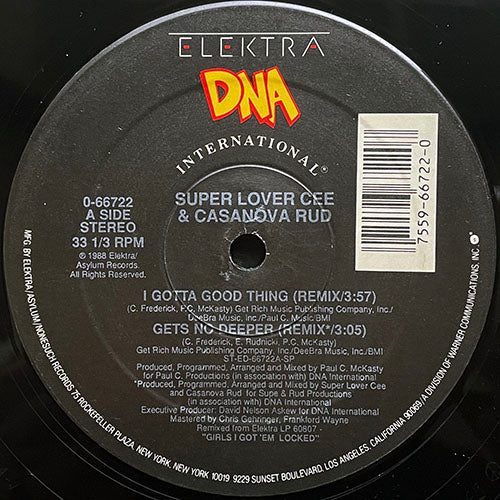 ELEKTRA
DNA
INTERNATIONAL®
0-66722
A SIDE
STEREO
33 1/3 RPM
℗ 1988 Elektra/
Asylum Records.
All Rights Reserved.
SUPER LOVER CEE
& CASANOVA RUD
7559-66722-0
I GOTTA GOOD THING (REMIX/3:57)
(C. Frederick, P.C. McKasty) Get Rich Music Publishing Company,
Inc./DeeBra Music, Inc./Paul C. Music/BMI
GETS NO DEEPER (REMIX*/3:05)
(C. Frederick, E. Rudnicki, P.C. McKasty)
Get Rich Music Publishing Company, Inc./DeeBra Music, Inc./BMI
ST-ED-66722A-SP
Produced, Programmed, Arranged and Mixed by Paul C. McKasty
for Paul C. Productions (in association with) DNA International
*Produced, Programmed, Arranged and Mixed by Super Lover Cee
and Casanova Rud for Supe & Rud Productions
(in association with) DNA International
Executive Producer: David Nelson Askew for DNA International
Mastered by Chris Gehringer, Frankford Wayne
Remixed from Elektra LP 60807 -
"GIRLS I GOT 'EM LOCKED"
MFG. BY ELEKTRA/ASYLUM/NONESUCH RECORDS 75 ROCKEFELLER PLAZA, NEW YORK, NEW YORK 10019 9229 SUNSET BOULEVARD, LOS ANGELES, CALIFORNIA 90069 / A DIVISION OF WARNER COMMUNICATIONS, INC.